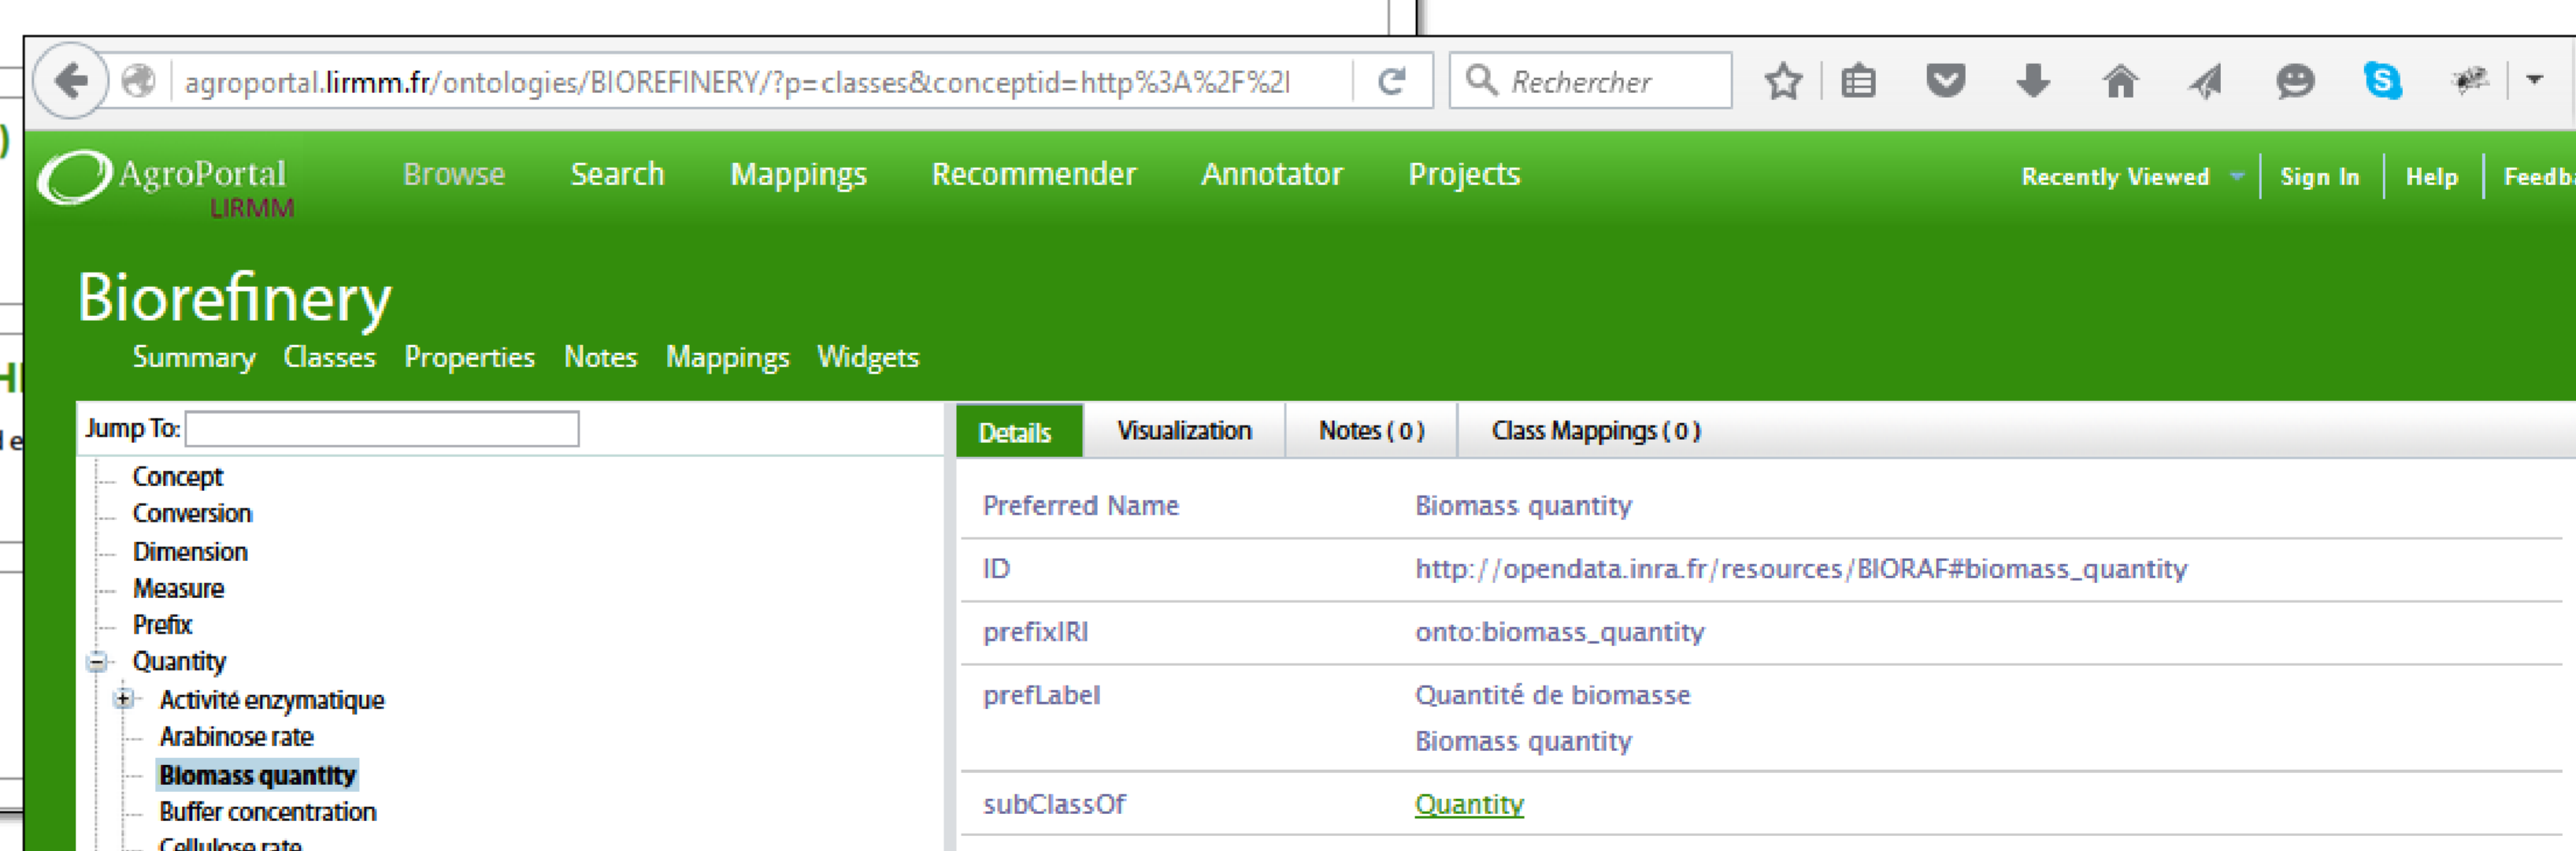 agroportal.lirmm.fr/ontologies/BIOREFINERY/?p=classes&conceptid=http%3A%2F%2
Rechercher
AgroPortal
LIRMM
Browse Search Mappings Recommender Annotator Projects
Recently Viewed Sign In Help Feedba
Biorefinery
Summary Classes Properties Notes Mappings Widgets
Jump To:
Concept
Conversion
Dimension
Measure
Prefix
Quantity
Activité enzymatique
Arabinose rate
Biomass quantity
Buffer concentration
Cellulose rate
Details Visualization Notes ( 0 ) Class Mappings ( 0 )
Preferred Name Biomass quantity
ID http://opendata.inra.fr/resources/BIORAF#biomass_quantity
prefixIRI onto:biomass_quantity
prefLabel Quantité de biomasse
Biomass quantity
subClassOf Quantity